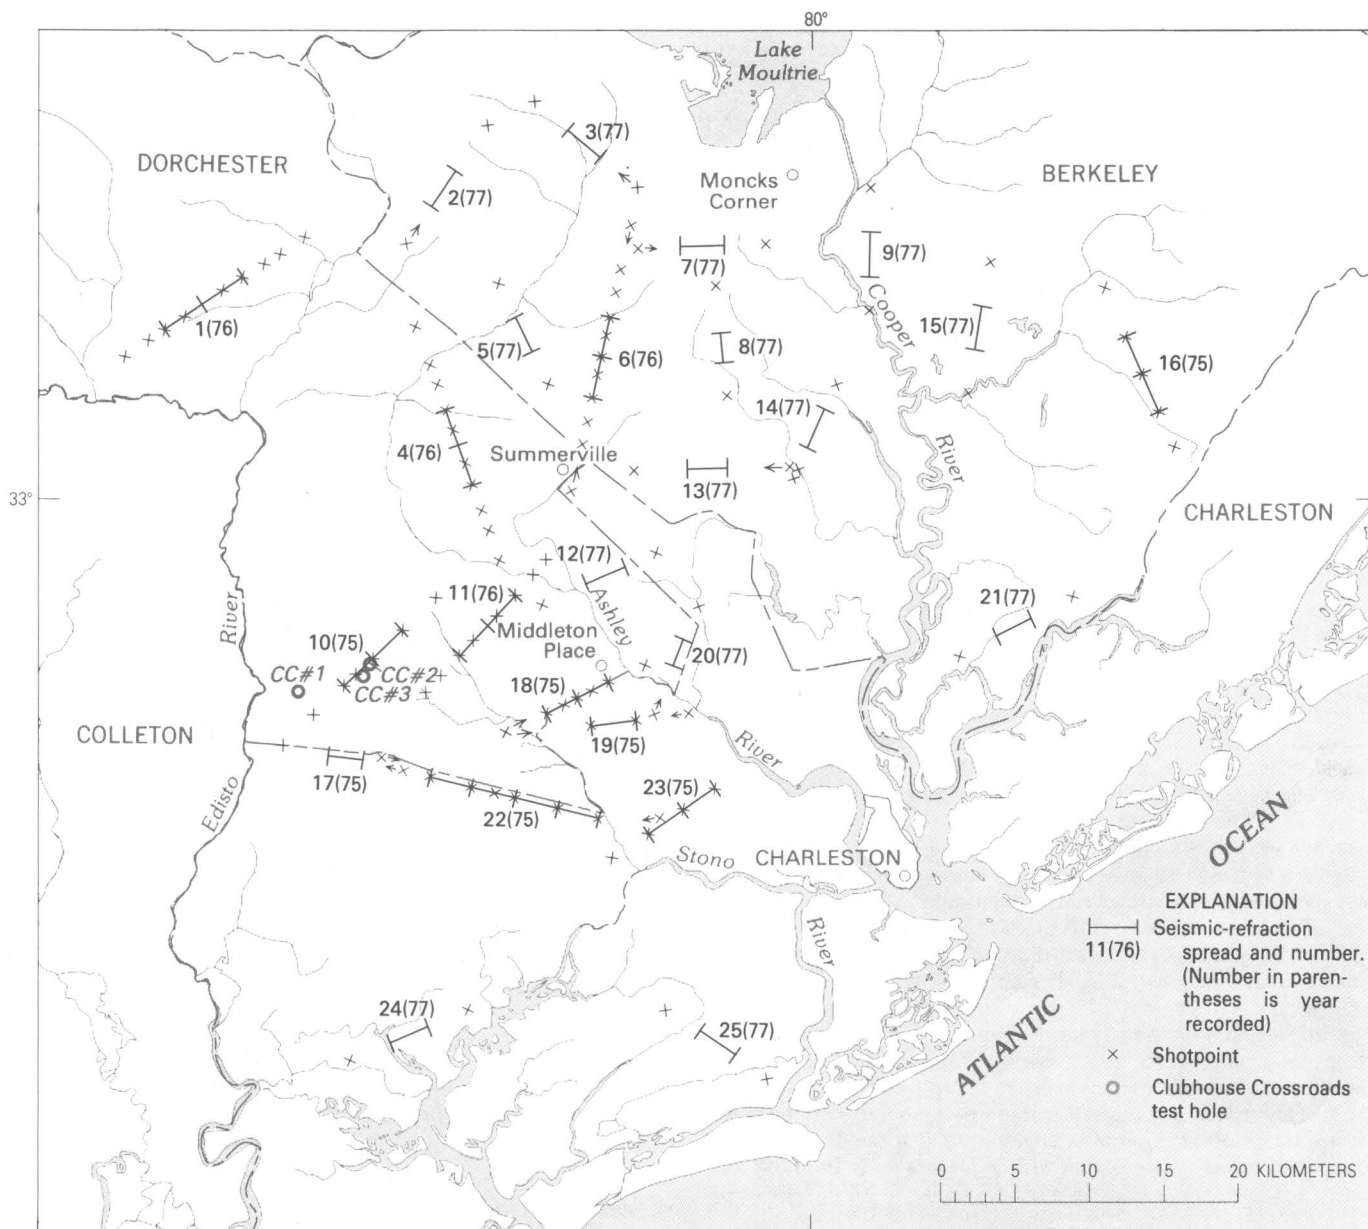 80°
Lake
Moultrie
3(77)
DORCHESTER
2(77)
Moncks
Corner
BERKELEY
7(77)
9(77)
1(76)
Cooper
15(77)
5(77)
6(76)
8(77)
16(75)
14(77)
4(76)
Summerville
River
13(77)
33°
CHARLESTON
12(77)
River
11(76)
Ashley
21(77)
10(75)
Middleton
Place
20(77)
CC#1
CC#2
CC#3
18(75)
COLLETON
19(75)
River
17(75)
Edisto
23(75)
22(75)
Stono
CHARLESTON
OCEAN
River
ATLANTIC
24(77)
25(77)
EXPLANATION
11(76)
Seismic-refraction
spread and number.
(Number in paren-
theses is year
recorded)
Shotpoint
Clubhouse Crossroads
test hole
0 5 10 15 20 KILOMETERS